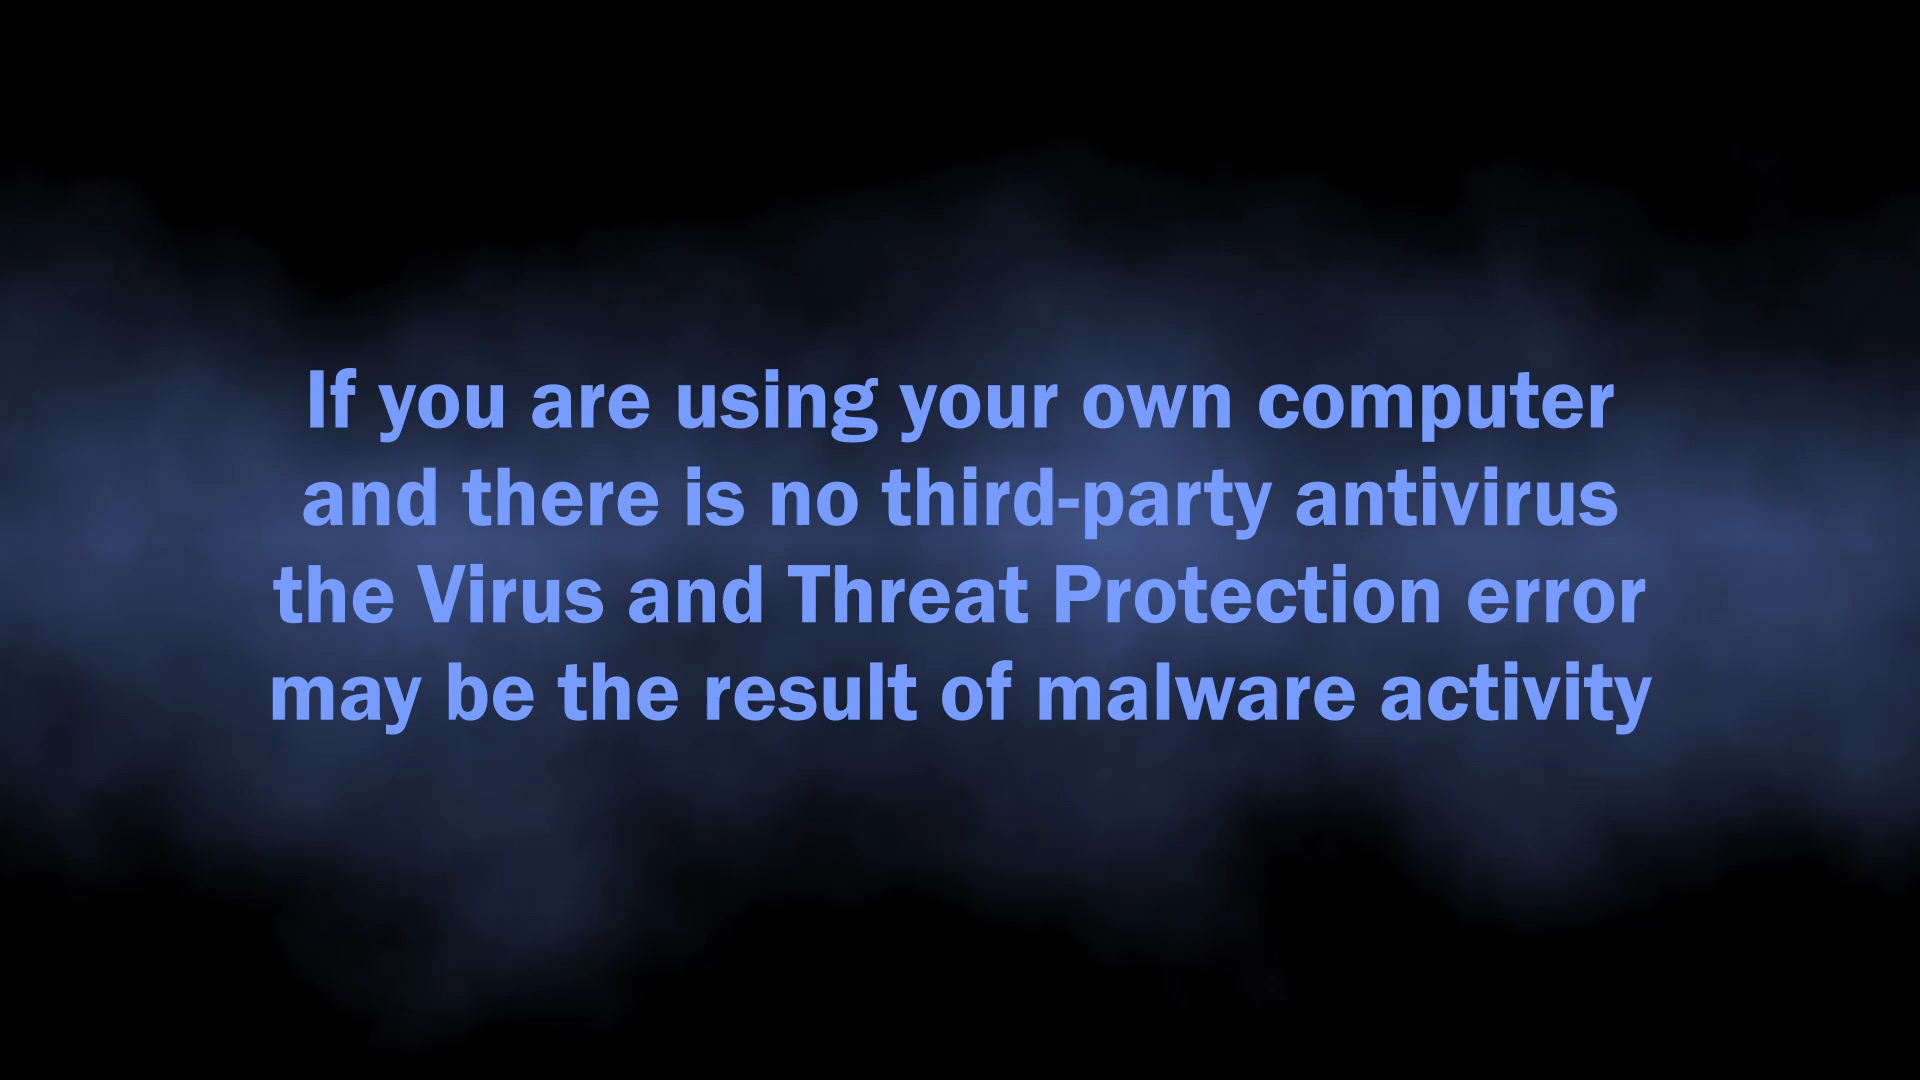 If you are using your own computer
and there is no third-party antivirus
the Virus and Threat Protection error
may be the result of malware activity